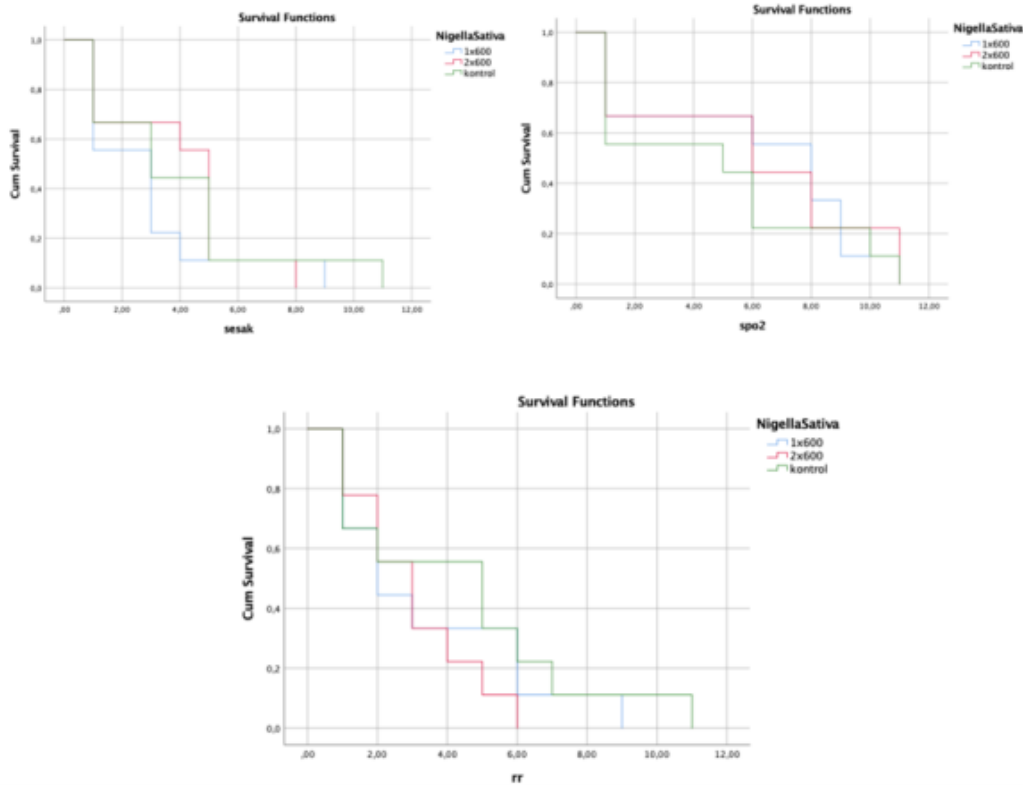 Survival Functions
NigellaSativa
1x600
2x600
kontrol
Cum Survival
1,0
0,8
0,6
0,4
0,2
0,0
,00 2,00 4,00 6,00 8,00 10,00 12,00
sesak
Survival Functions
NigellaSativa
1x600
2x600
kontrol
Cum Survival
1,0
0,8
0,6
0,4
0,2
0,0
,00 2,00 4,00 6,00 8,00 10,00 12,00
spo2
Survival Functions
NigellaSativa
1x600
2x600
kontrol
Cum Survival
1,0
0,8
0,6
0,4
0,2
0,0
,00 2,00 4,00 6,00 8,00 10,00 12,00
rr